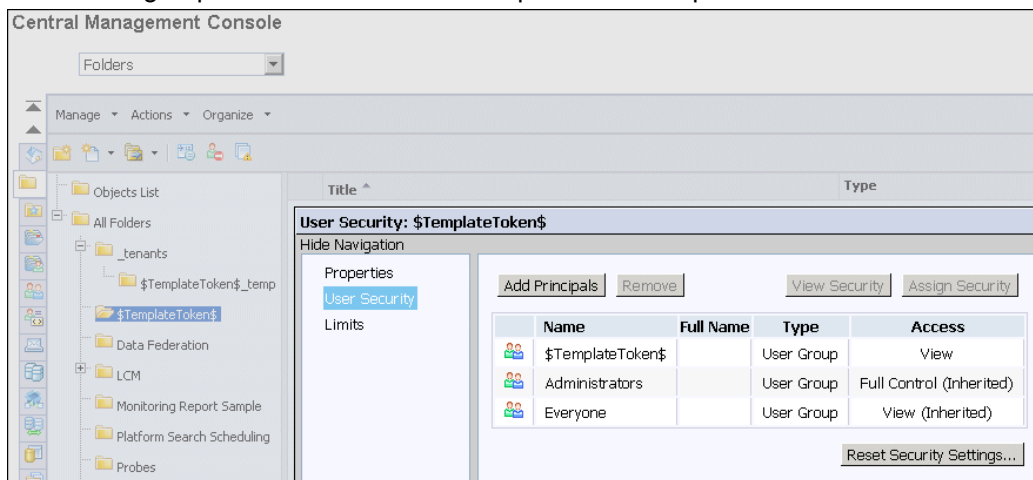 Central Management Console
Folders
Manage Actions Organize
Objects List
All Folders
_tenants
$TemplateToken$_temp
$TemplateToken$
Data Federation
LCM
Monitoring Report Sample
Platform Search Scheduling
Probes
Title Type
User Security: $TemplateToken$
Hide Navigation
Properties
User Security
Limits
Add Principals Remove View Security Assign Security
Name Full Name Type Access
$TemplateToken$ User Group View
Administrators User Group Full Control (Inherited)
Everyone User Group View (Inherited)
Reset Security Settings...